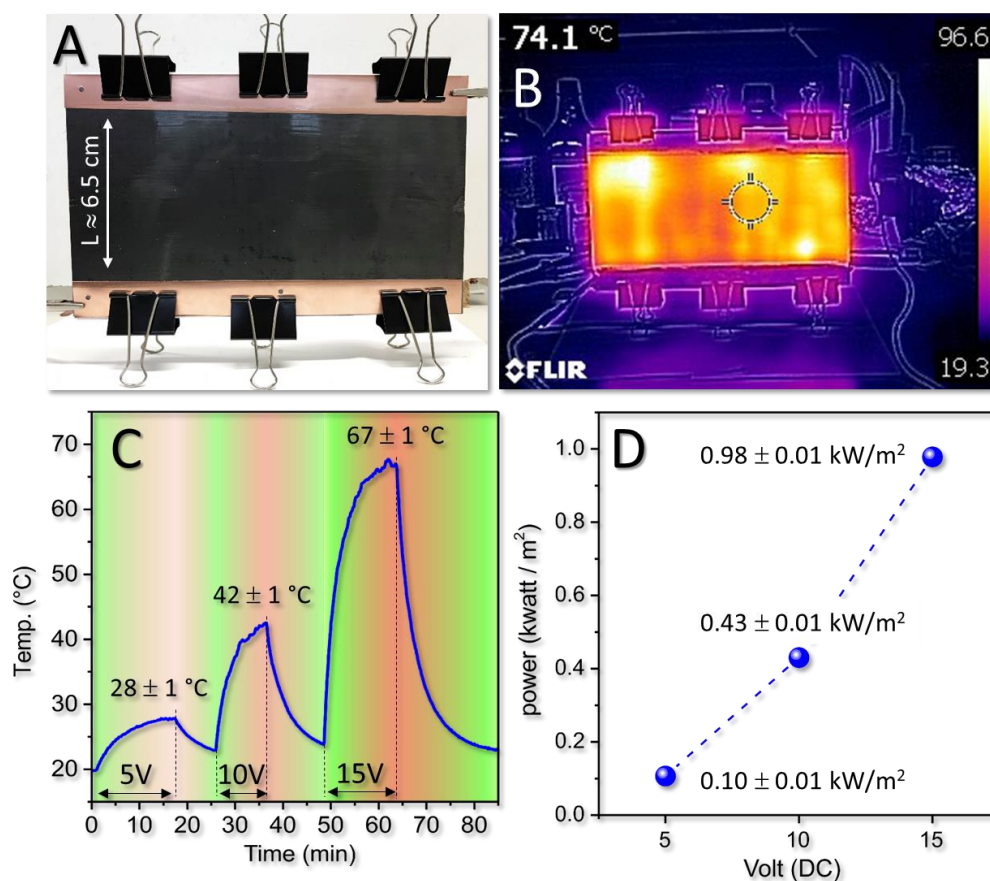 A
L ≈ 6.5 cm
74.1 °C
96.6
B
FLIR
19.3
C
Temp. (°C)
70
60
50
40
30
20
28 ± 1 °C
42 ± 1 °C
67 ± 1 °C
5V
10V
15V
0 10 20 30 40 50 60 70 80
Time (min)
D
power (kwatt / m²)
1.0
0.8
0.6
0.4
0.2
0.0
0.98 ± 0.01 kW/m²
0.43 ± 0.01 kW/m²
0.10 ± 0.01 kW/m²
5 10 15
Volt (DC)